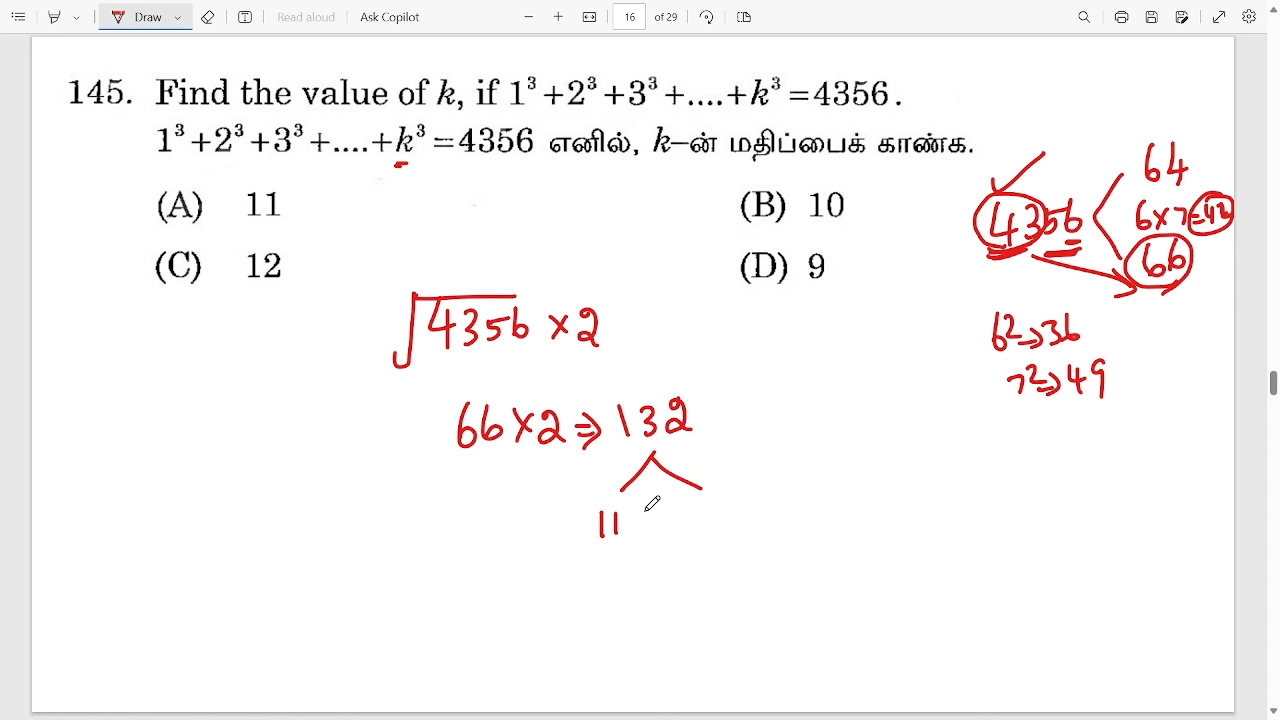 Draw
Read aloud
Ask Copilot
16 of 29
145. Find the value of k, if 1³ +2³ +3³ +....+k³ =4356.
1³ +2³ +3³ +....+k³ =4356 எனில், k–ன் மதிப்பைக் காண்க.
(A) 11
(B) 10
(C) 12
(D) 9
4356
64
6×7=42
66
6²⇒36
7²⇒49
√4356 ×2
66×2⇒132
11